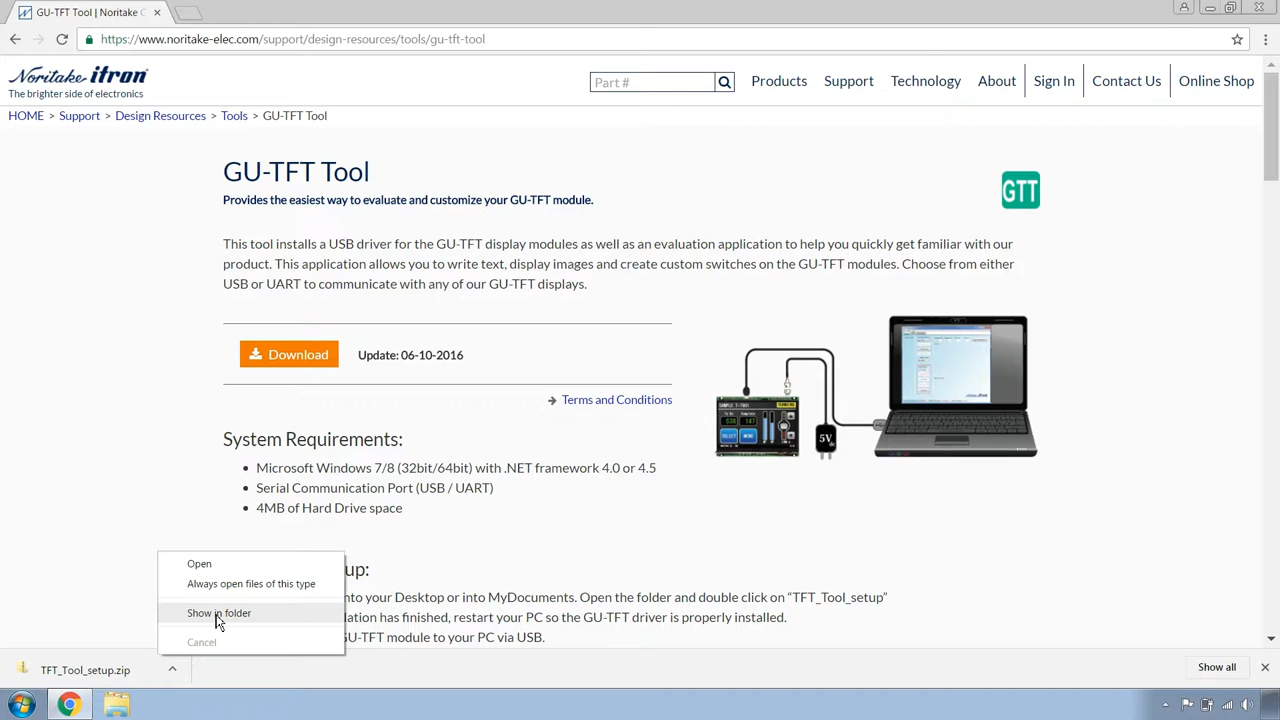 GU-TFT Tool | Noritake C
https://www.noritake-elec.com/support/design-resources/tools/gu-tft-tool
Noritake itron
The brighter side of electronics
Part #
Products
Support
Technology
About
Sign In
Contact Us
Online Shop
HOME > Support > Design Resources > Tools > GU-TFT Tool
GU-TFT Tool
GTT
Provides the easiest way to evaluate and customize your GU-TFT module.
This tool installs a USB driver for the GU-TFT display modules as well as an evaluation application to help you quickly get familiar with our
product. This application allows you to write text, display images and create custom switches on the GU-TFT modules. Choose from either
USB or UART to communicate with any of our GU-TFT displays.
Download
Update: 06-10-2016
Terms and Conditions
5V
System Requirements:
Microsoft Windows 7/8 (32bit/64bit) with .NET framework 4.0 or 4.5
Serial Communication Port (USB / UART)
4MB of Hard Drive space
up:
nto your Desktop or into MyDocuments. Open the folder and double click on “TFT_Tool_setup”
lation has finished, restart your PC so the GU-TFT driver is properly installed.
GU-TFT module to your PC via USB.
Open
Always open files of this type
Show in folder
Cancel
TFT_Tool_setup.zip
Show all